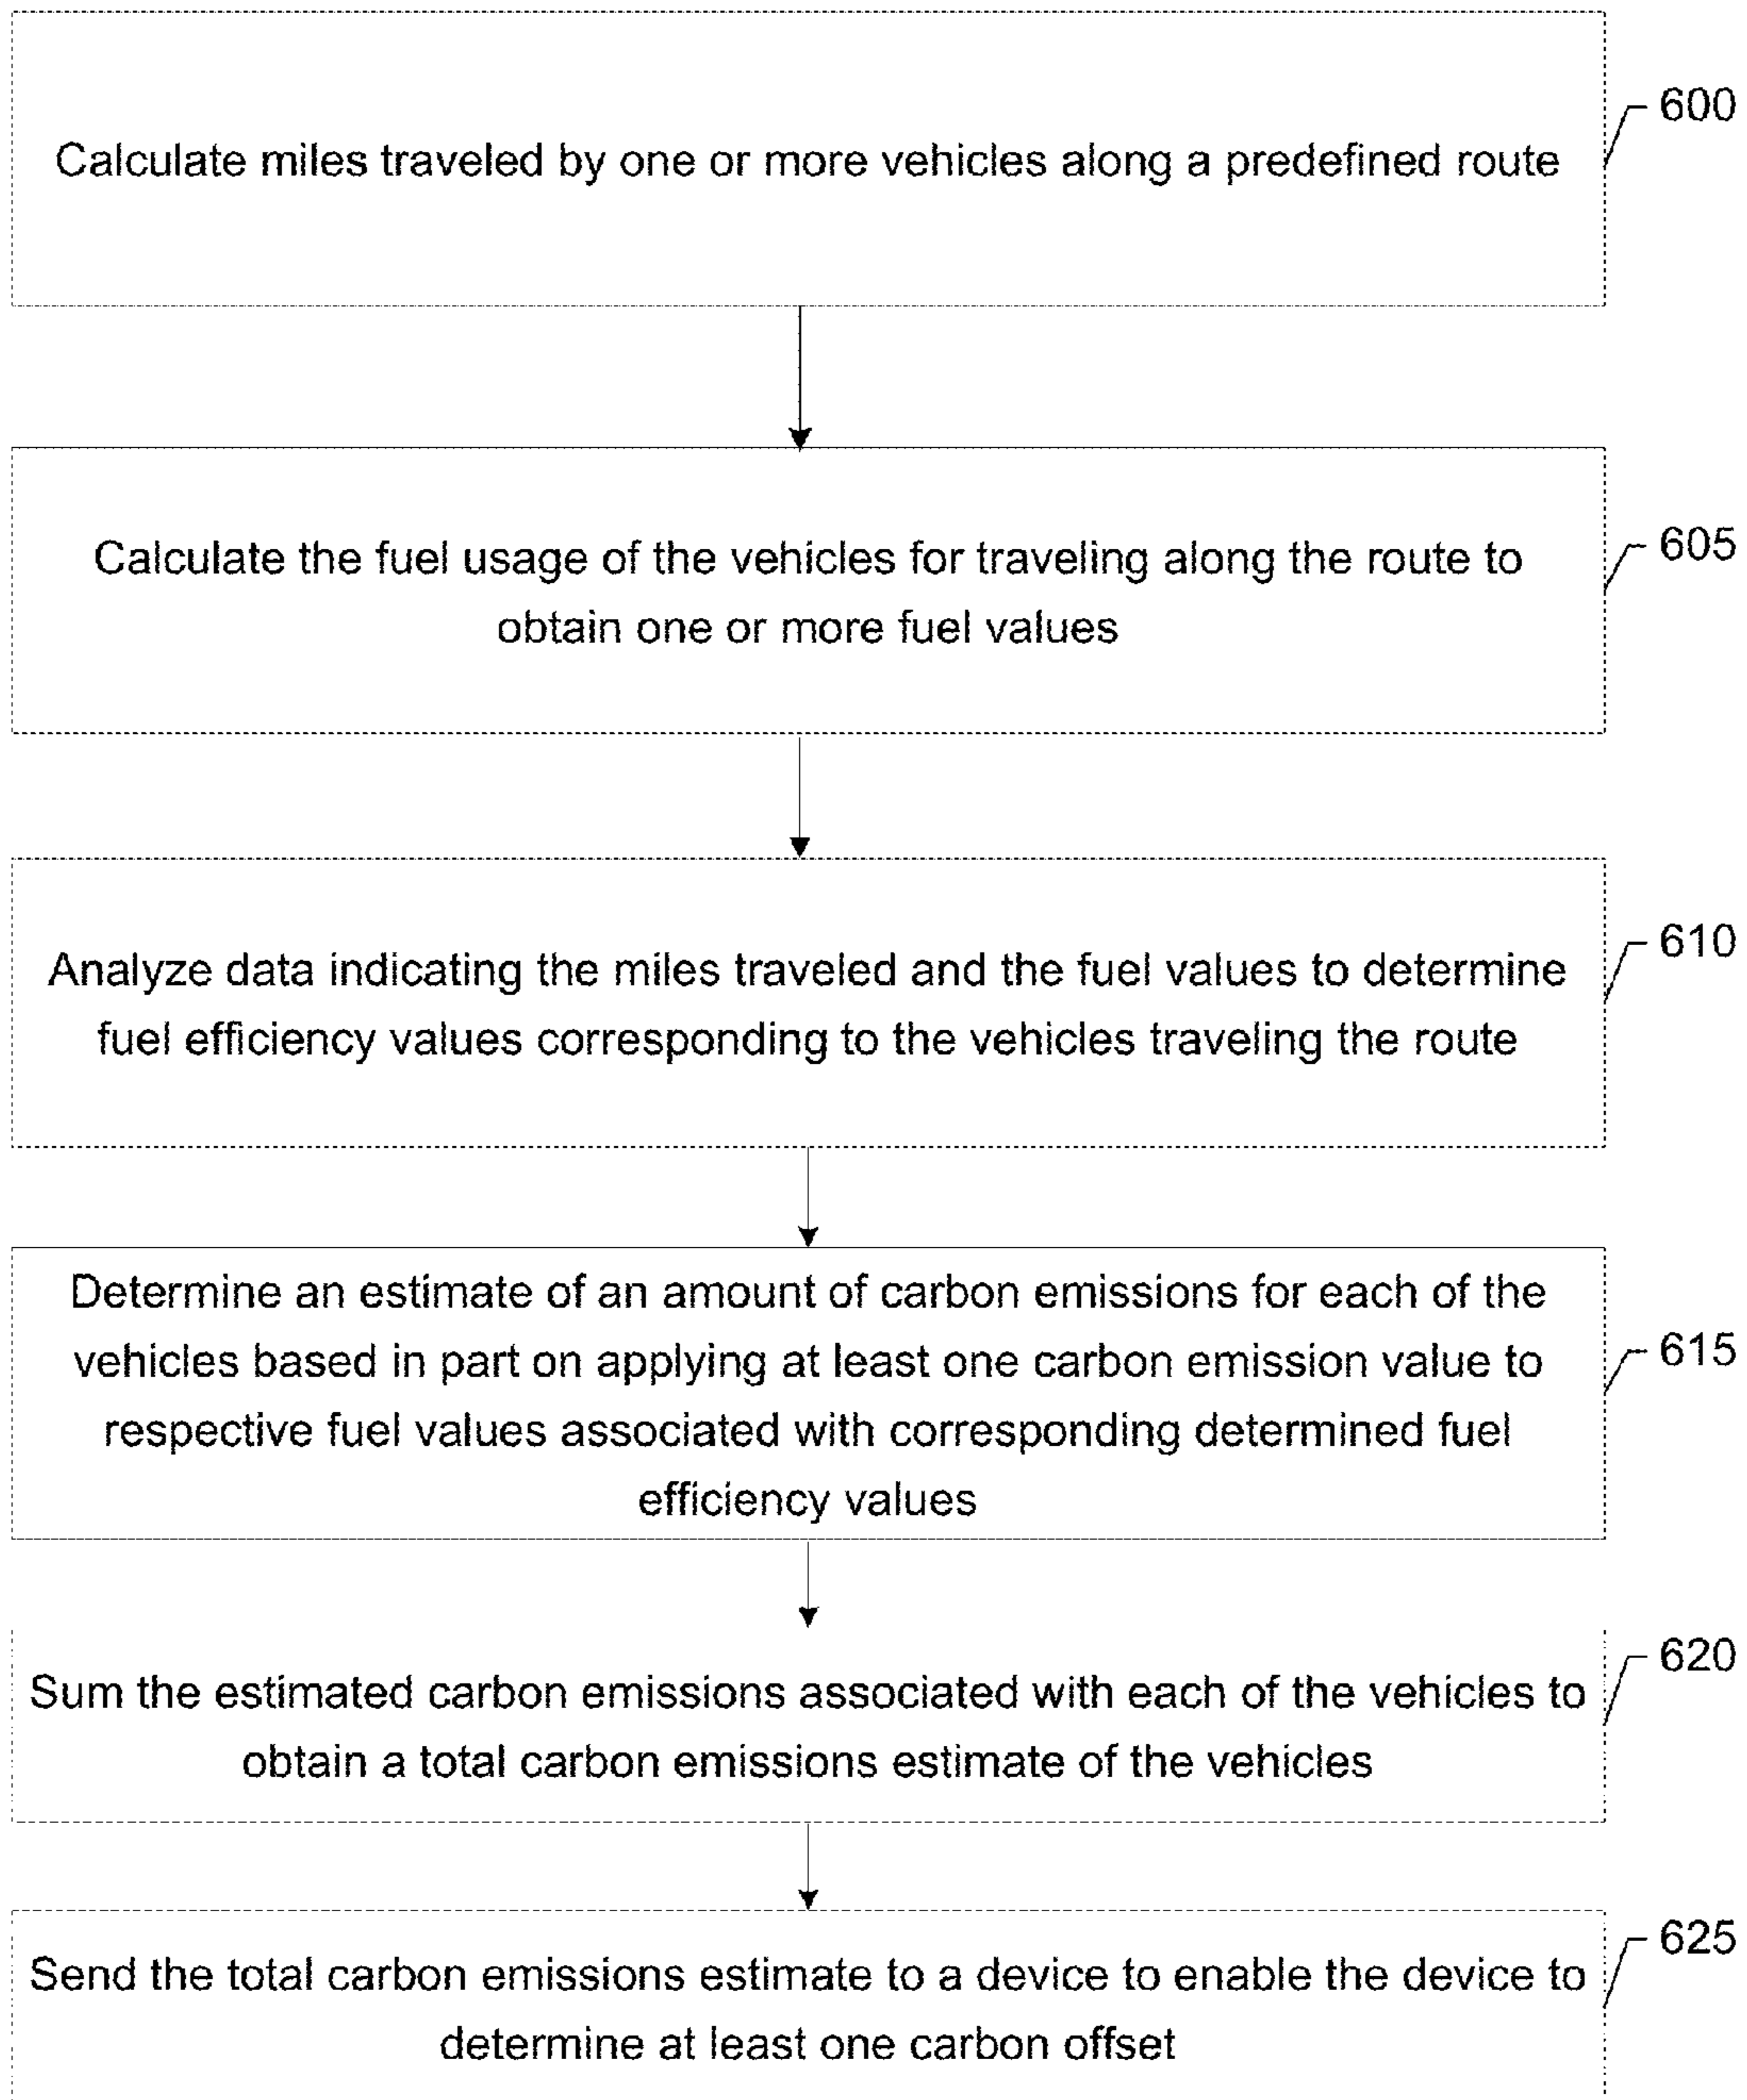 Calculate miles traveled by one or more vehicles along a predefined route
600
Calculate the fuel usage of the vehicles for traveling along the route to
obtain one or more fuel values
605
Analyze data indicating the miles traveled and the fuel values to determine
fuel efficiency values corresponding to the vehicles traveling the route
610
Determine an estimate of an amount of carbon emissions for each of the
vehicles based in part on applying at least one carbon emission value to
respective fuel values associated with corresponding determined fuel
efficiency values
615
Sum the estimated carbon emissions associated with each of the vehicles to
obtain a total carbon emissions estimate of the vehicles
620
Send the total carbon emissions estimate to a device to enable the device to
determine at least one carbon offset
625